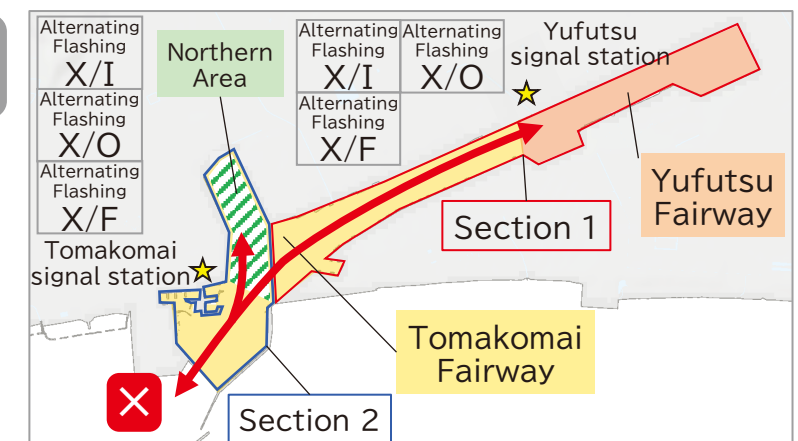 Alternating
Flashing
X/I
Alternating
Flashing
X/O
Alternating
Flashing
X/F
Northern
Area
Alternating
Flashing
X/I
Alternating
Flashing
X/O
Alternating
Flashing
X/F
Yufutsu
signal station
Yufutsu
Fairway
Section 1
Tomakomai
signal station
Tomakomai
Fairway
Section 2